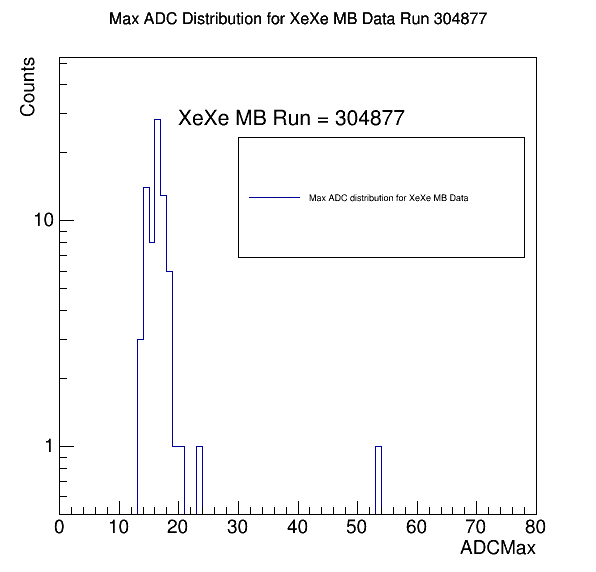 Max ADC Distribution for XeXe MB Data Run 304877
Counts
XeXe MB Run = 304877
Max ADC distribution for XeXe MB Data
10
1
0 10 20 30 40 50 60 70 80
ADCMax